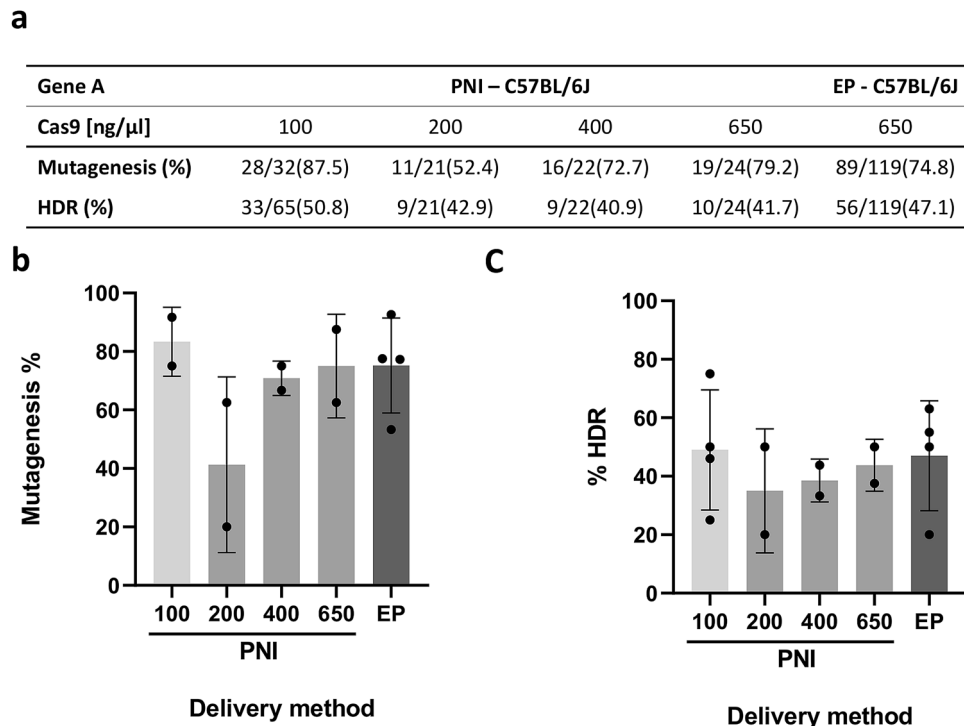 a
Gene A PNI – C57BL/6J EP - C57BL/6J
Cas9 [ng/µl] 100 200 400 650 650
Mutagenesis (%) 28/32(87.5) 11/21(52.4) 16/22(72.7) 19/24(79.2) 89/119(74.8)
HDR (%) 33/65(50.8) 9/21(42.9) 9/22(40.9) 10/24(41.7) 56/119(47.1)
b
100
80
60
40
20
0
Mutagenesis %
100 200 400 650 EP
PNI
Delivery method
C
100
80
60
40
20
0
% HDR
100 200 400 650 EP
PNI
Delivery method